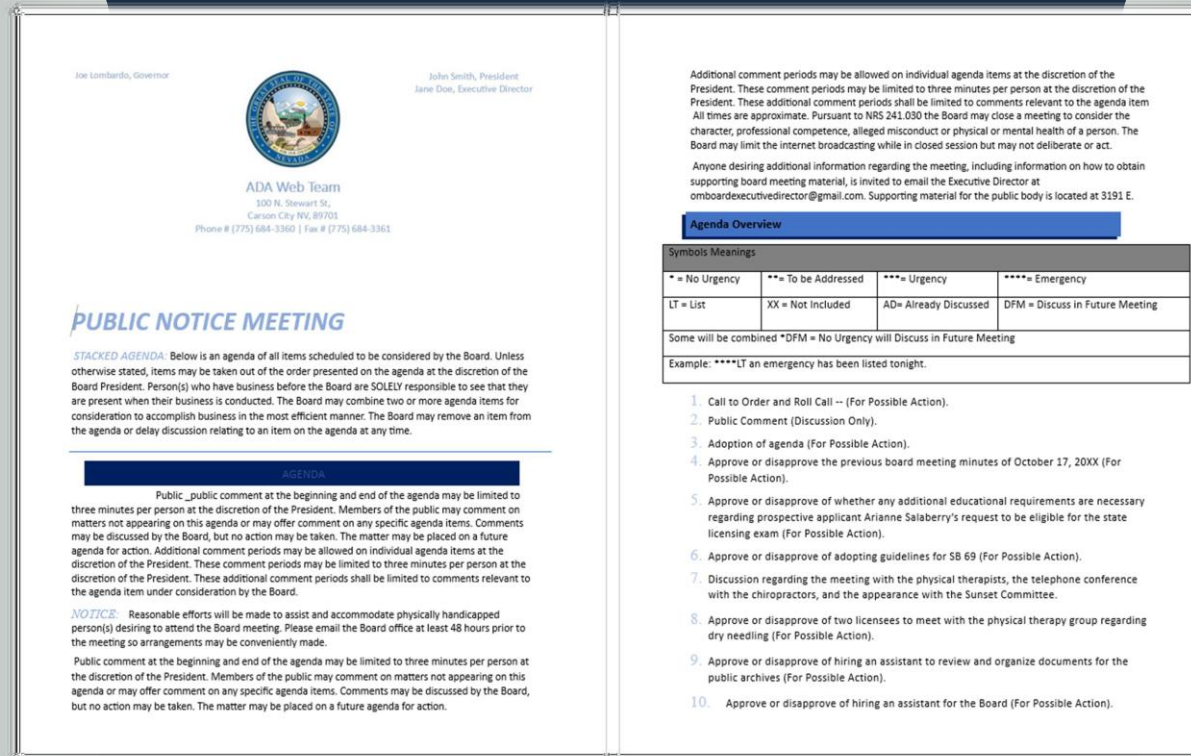 Joe Lombardo, Governor
John Smith, President
Jane Doe, Executive Director
ADA Web Team
100 N. Stewart St,
Carson City NV, 89701
Phone # (775) 684-3360 | Fax # (775) 684-3361
PUBLIC NOTICE MEETING
STACKED AGENDA: Below is an agenda of all items scheduled to be considered by the Board. Unless
otherwise stated, items may be taken out of the order presented on the agenda at the discretion of the
Board President. Person(s) who have business before the Board are SOLELY responsible to see that they
are present when their business is conducted. The Board may combine two or more agenda items for
consideration to accomplish business in the most efficient manner. The Board may remove an item from
the agenda or delay discussion relating to an item on the agenda at any time.
AGENDA
Public _public comment at the beginning and end of the agenda may be limited to
three minutes per person at the discretion of the President. Members of the public may comment on
matters not appearing on this agenda or may offer comment on any specific agenda items. Comments
may be discussed by the Board, but no action may be taken. The matter may be placed on a future
agenda for action. Additional comment periods may be allowed on individual agenda items at the
discretion of the President. These comment periods may be limited to three minutes per person at the
discretion of the President. These additional comment periods shall be limited to comments relevant to
the agenda item under consideration by the Board.
NOTICE: Reasonable efforts will be made to assist and accommodate physically handicapped
person(s) desiring to attend the Board meeting. Please email the Board office at least 48 hours prior to
the meeting so arrangements may be conveniently made.
Public comment at the beginning and end of the agenda may be limited to three minutes per person at
the discretion of the President. Members of the public may comment on matters not appearing on this
agenda or may offer comment on any specific agenda items. Comments may be discussed by the Board,
but no action may be taken. The matter may be placed on a future agenda for action.
Additional comment periods may be allowed on individual agenda items at the discretion of the
President. These comment periods may be limited to three minutes per person at the discretion of the
President. These additional comment periods shall be limited to comments relevant to the agenda item
All times are approximate. Pursuant to NRS 241.030 the Board may close a meeting to consider the
character, professional competence, alleged misconduct or physical or mental health of a person. The
Board may limit the internet broadcasting while in closed session but may not deliberate or act.
Anyone desiring additional information regarding the meeting, including information on how to obtain
supporting board meeting material, is invited to email the Executive Director at
omboardexecutivedirector@gmail.com. Supporting material for the public body is located at 3191 E.
Agenda Overview
Symbols Meanings
* = No Urgency **= To be Addressed ***= Urgency ****= Emergency
LT = List XX = Not Included AD= Already Discussed DFM = Discuss in Future Meeting
Some will be combined *DFM = No Urgency will Discuss in Future Meeting
Example: ****LT an emergency has been listed tonight.
1. Call to Order and Roll Call -- (For Possible Action).
2. Public Comment (Discussion Only).
3. Adoption of agenda (For Possible Action).
4. Approve or disapprove the previous board meeting minutes of October 17, 20XX (For
Possible Action).
5. Approve or disapprove of whether any additional educational requirements are necessary
regarding prospective applicant Arianne Salaberry's request to be eligible for the state
licensing exam (For Possible Action).
6. Approve or disapprove of adopting guidelines for SB 69 (For Possible Action).
7. Discussion regarding the meeting with the physical therapists, the telephone conference
with the chiropractors, and the appearance with the Sunset Committee.
8. Approve or disapprove of two licensees to meet with the physical therapy group regarding
dry needling (For Possible Action).
9. Approve or disapprove of hiring an assistant to review and organize documents for the
public archives (For Possible Action).
10. Approve or disapprove of hiring an assistant for the Board (For Possible Action).